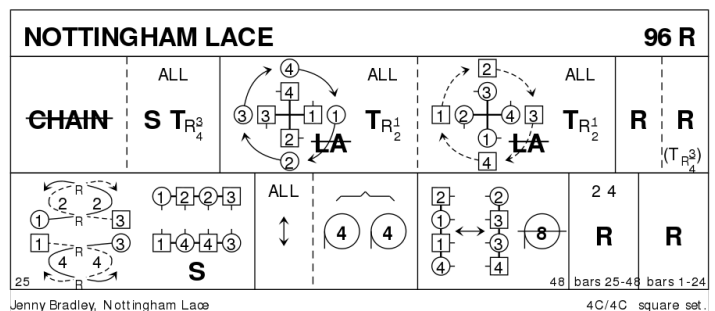 NOTTINGHAM LACE 96 R
CHAIN
ALL
S T R 3/4
4 4 3 3 1 1 2 2
LA
ALL
T R 1/2
2 3 1 2 4 3 1 4
LA
ALL
T R 1/2
R
R
(T R 3/4)
R R
2 2
1 3
1 3
4 4
R R
25
1 2 2 3
1 4 4 3
S
ALL
4 4
2 2
1 3
1 3
4 4
8
48
2 4
R
bars 25-48
R
bars 1-24
Jenny Bradley, Nottingham Lace 4C/4C square set.